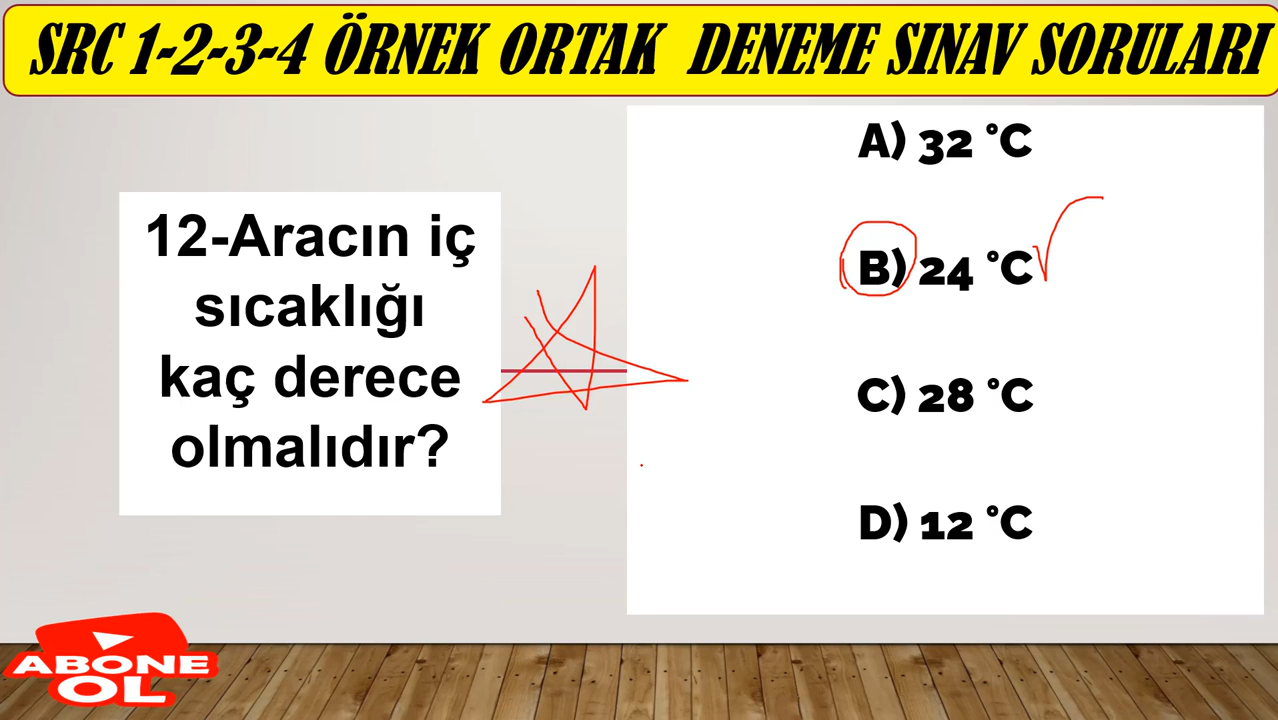 SRC 1-2-3-4 ÖRNEK ORTAK DENEME SINAV SORULARI
12-Aracın iç
sıcaklığı
kaç derece
olmalıdır?
A) 32 °C
B) 24 °C
C) 28 °C
D) 12 °C
ABONE
OL